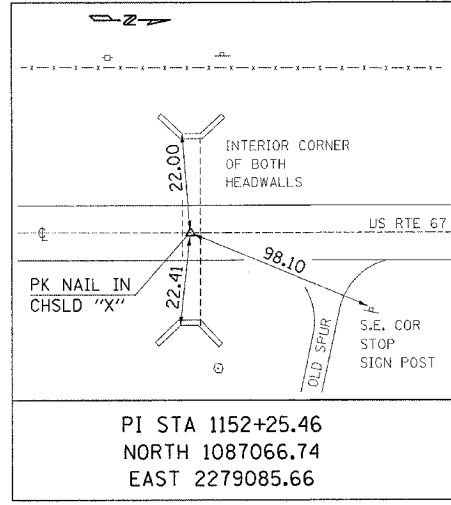 Z
INTERIOR CORNER
OF BOTH
HEADWALLS
22.00
US RTE 67
℄
98.10
PK NAIL IN
CHSLD "X"
22.41
S.E. COR
STOP
SIGN POST
OLD SPUR
PI STA 1152+25.46
NORTH 1087066.74
EAST 2279085.66